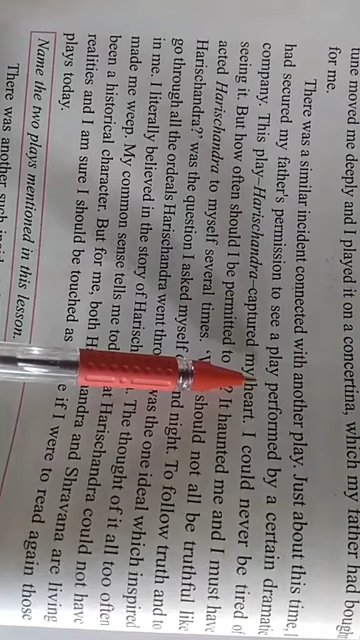 tune moved me deeply and I played it on a concertina, which my father had bough
for me.
There was a similar incident connected with another play. Just about this time, I
had secured my father's permission to see a play performed by a certain dramat
company. This play–Harischandra–captured my heart. I could never be tired of
seeing it. But how often should I be permitted to ? It haunted me and I must have
acted Harischandra to myself several times. should not all be truthful like
Harischandra?' was the question I asked myself nd night. To follow truth and to
go through all the ordeals Harischandra went thro was the one ideal which inspired
in me. I literally believed in the story of Harisch . The thought of it all too often
made me weep. My common sense tells me tod at Harischandra could not have
been a historical character. But for me, both H andra and Shravana are living
realities and I am sure I should be touched as e if I were to read again those
plays today.
Name the two plays mentioned in this lesson.
There was another such